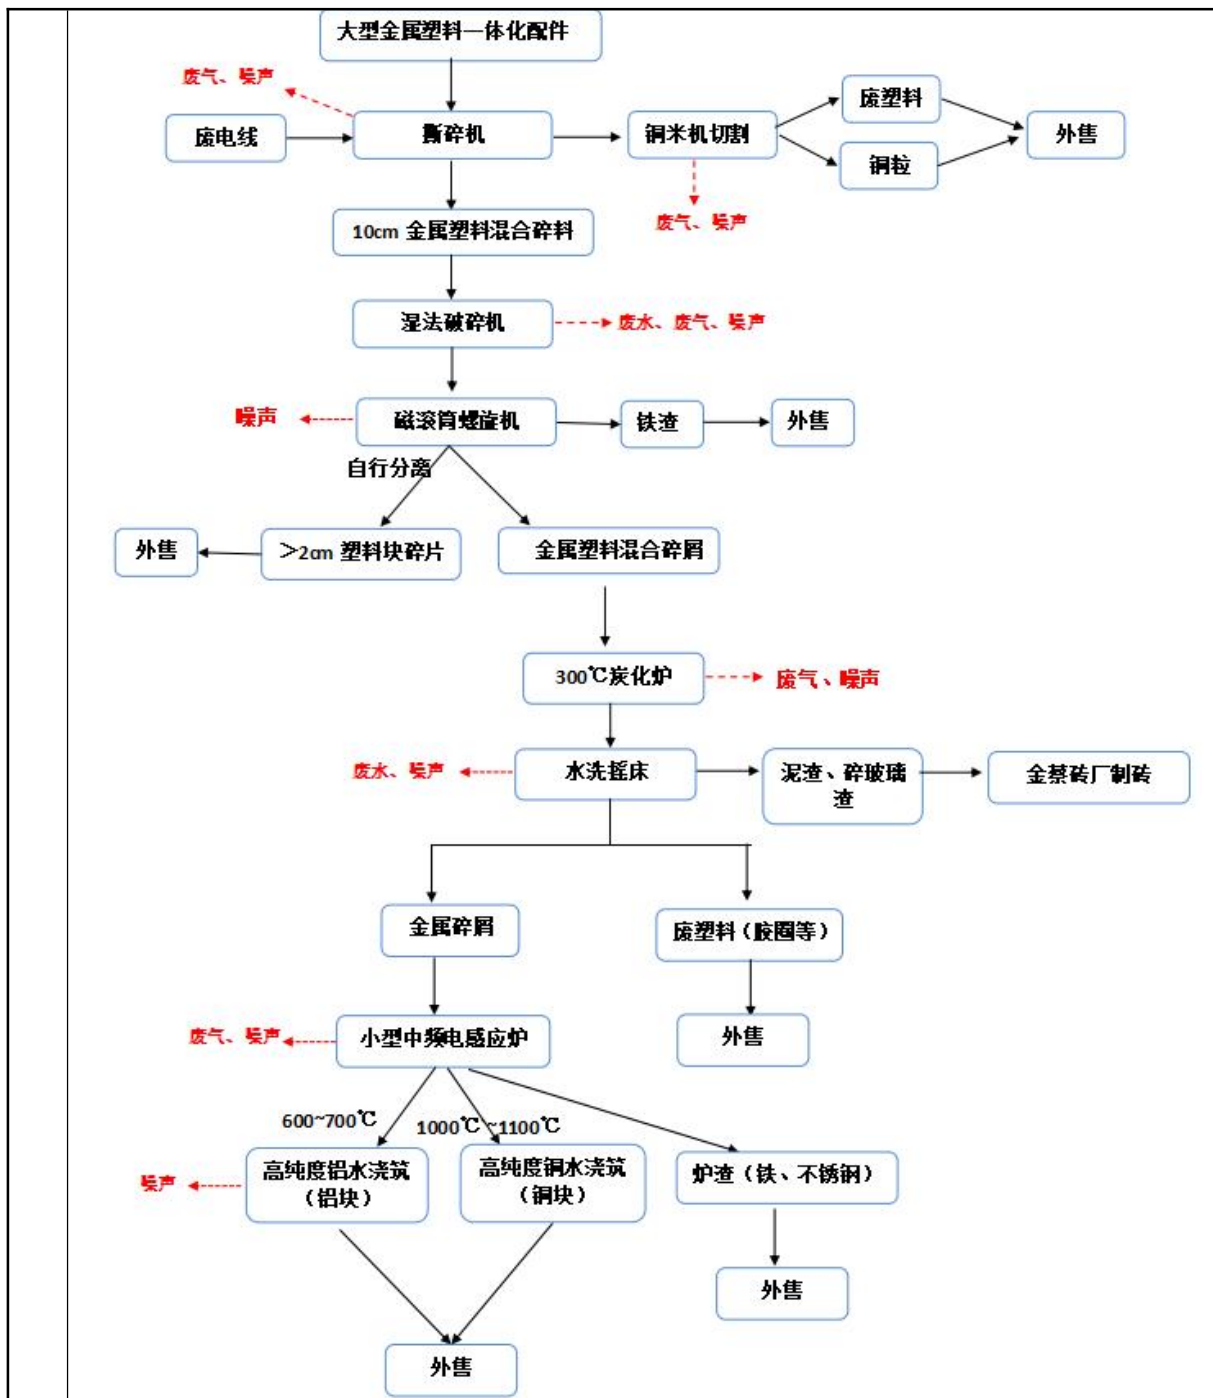 大型金属塑料一体化配件
废气、噪声
废电线
撕碎机
铜米机切割
废塑料
铜粒
外售
废气、噪声
10cm 金属塑料混合碎料
湿法破碎机
废水、废气、噪声
噪声
磁滚筒螺旋机
铁渣
外售
自行分离
外售
＞2cm 塑料块碎片
金属塑料混合碎屑
300℃炭化炉
废气、噪声
废水、噪声
水洗摇床
泥渣、碎玻璃
渣
金蔡砖厂制砖
金属碎屑
废塑料（胶圈等）
外售
废气、噪声
小型中频电感应炉
600~700℃
1000℃~1100℃
噪声
高纯度铝水浇筑
（铝块）
高纯度铜水浇筑
（铜块）
炉渣（铁、不锈钢）
外售
外售